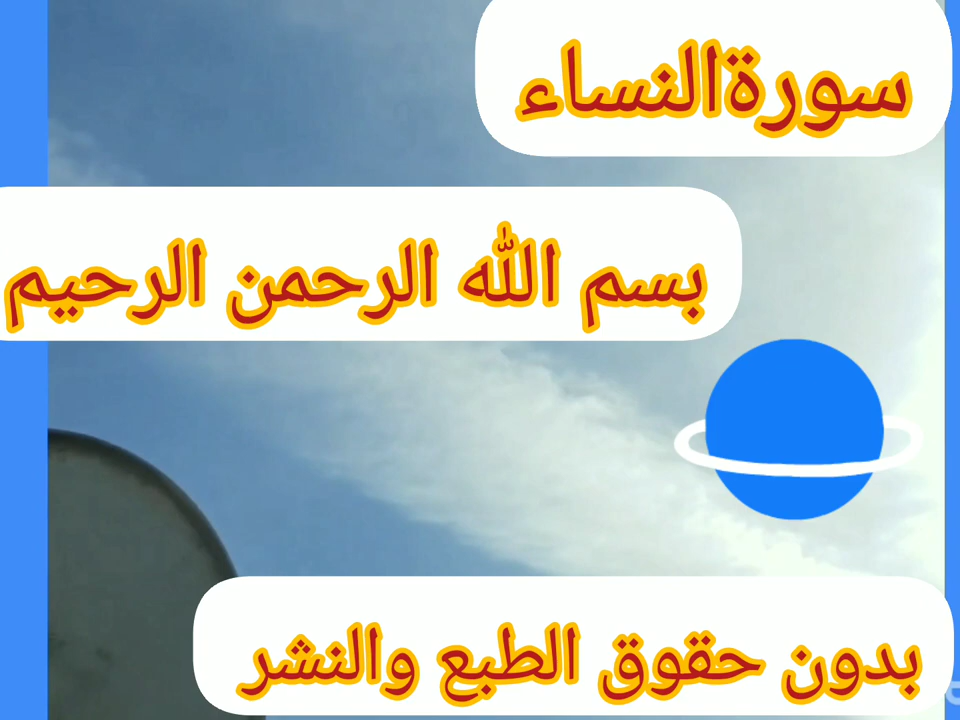 سورةالنساء
بسم الله الرحمن الرحيم
بدون حقوق الطبع والنشر